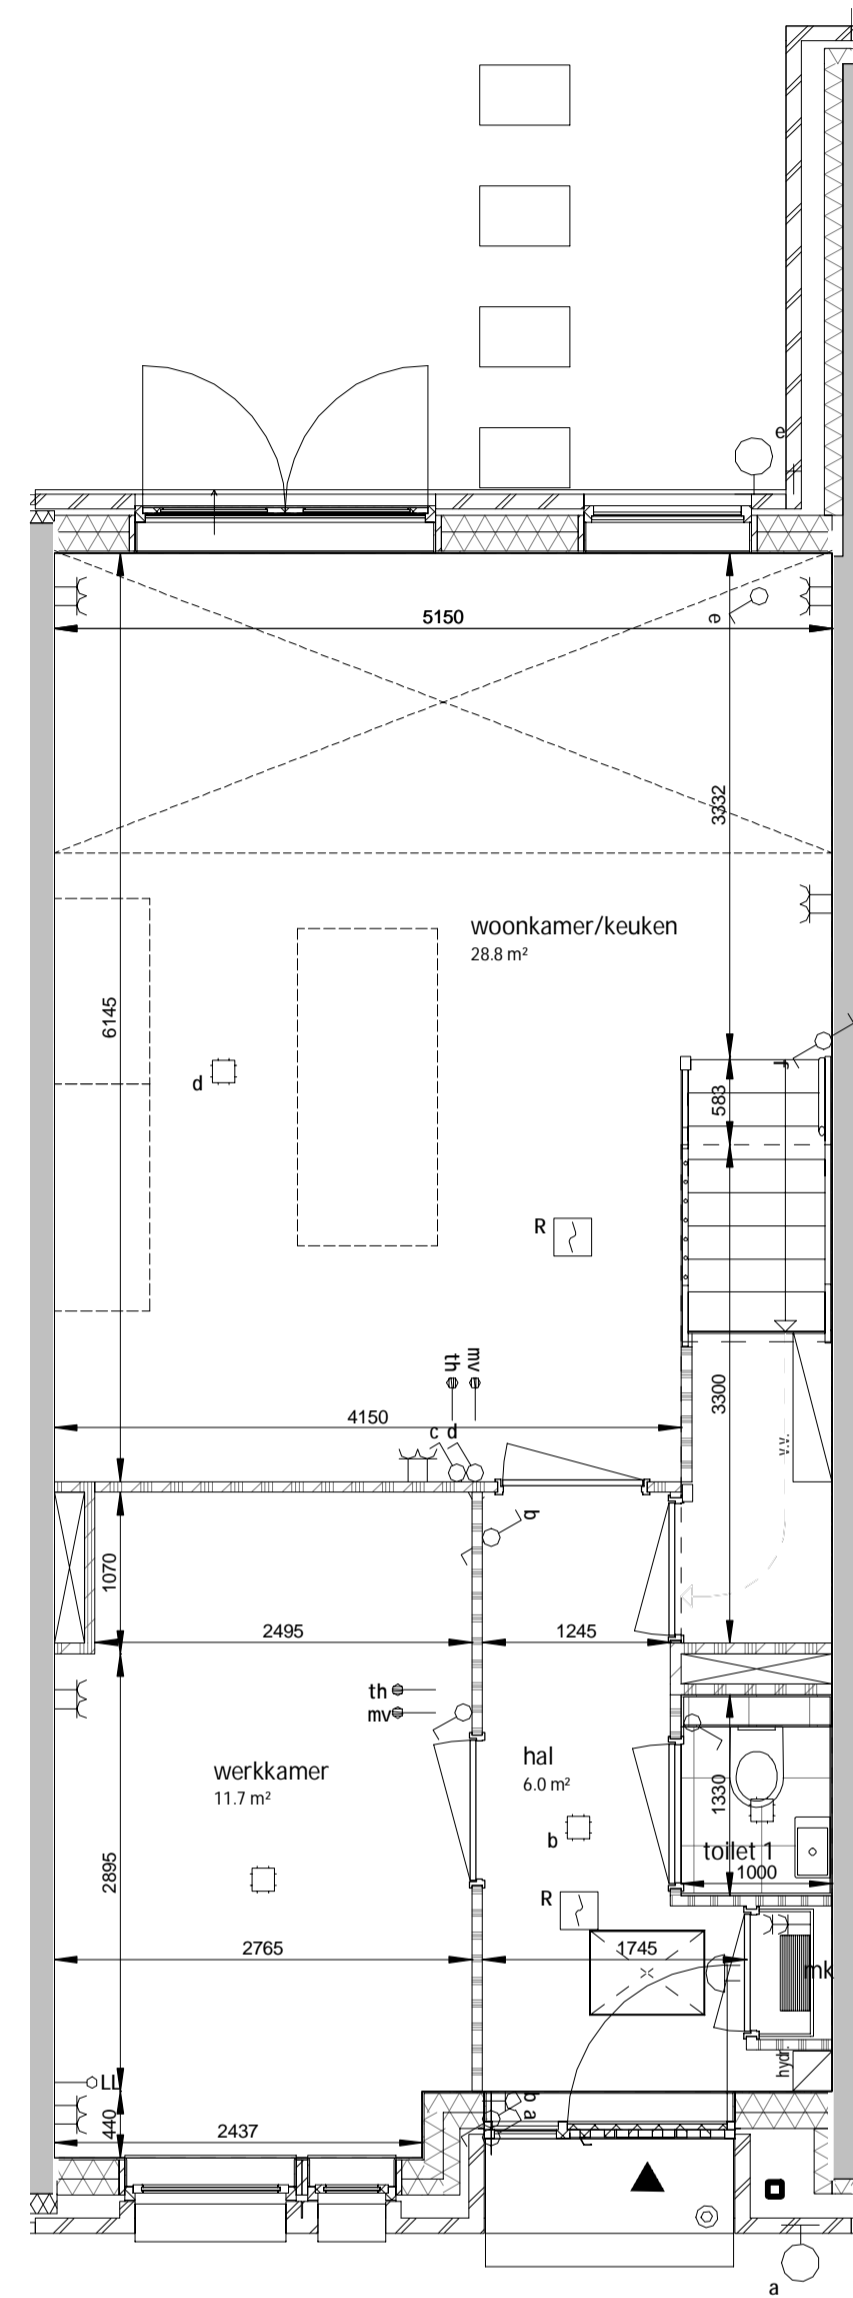 e
5150
e
3332
woonkamer/keuken
28.8 m²
6145
f
d
583
R
th
mv
3300
4150
c d
v.v.
b
1070
2495
1245
th
mv
hal
6.0 m²
werkkamer
11.7 m²
1330
b
toilet 1
1000
2895
R
2765
1745
mk
hydr.
LL
b a
440
2437
a